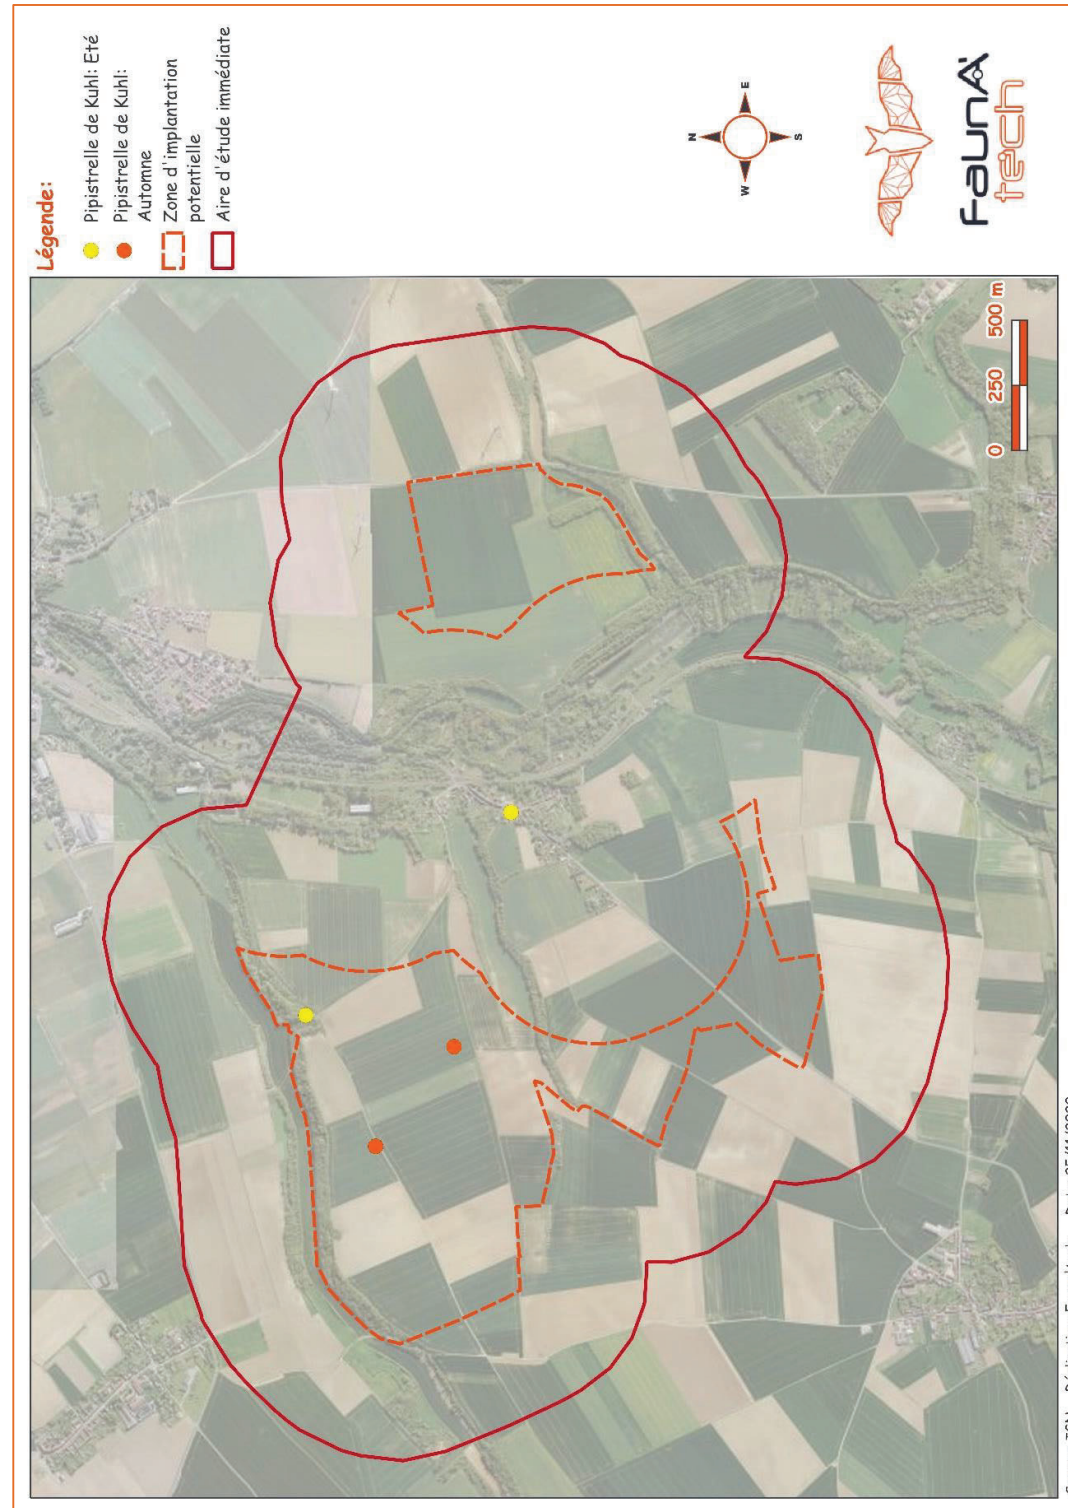 Légende:
Pipistrelle de Kuhl: Eté
Pipistrelle de Kuhl:
Automne
Zone d'implantation
potentielle
Aire d'étude immédiate
N
W
E
S
faunA
tech
0 250 500 m